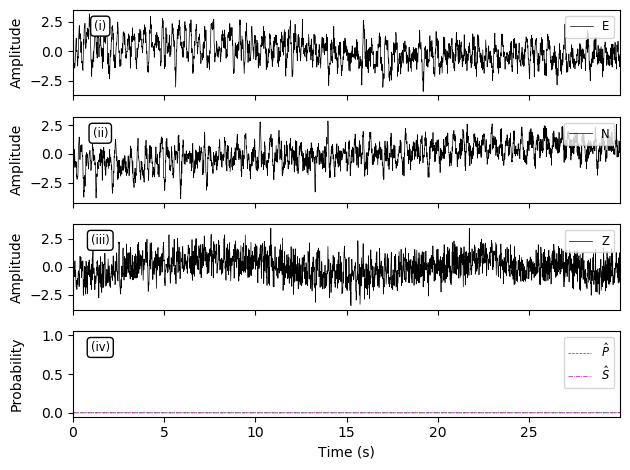 (i)
E
Amplitude
2.5
0.0
−2.5
(ii)
N
Amplitude
2.5
0.0
−2.5
(iii)
Z
Amplitude
2.5
0.0
−2.5
(iv)
P̂
Ŝ
Probability
1.0
0.5
0.0
0 5 10 15 20 25
Time (s)